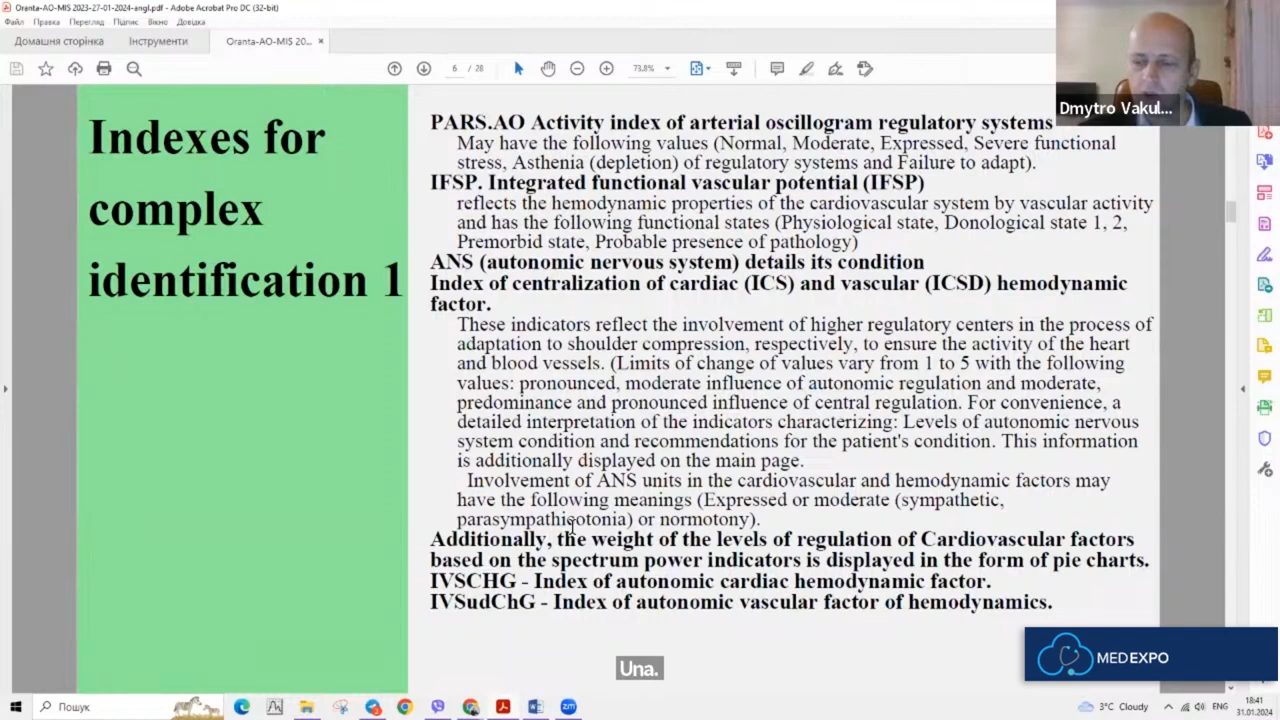 Oranta-AO-MIS 2023-27-01-2024-angl.pdf - Adobe Acrobat Pro DC (32-bit)
Файл Правка Перегляд Підпис Вікно Довідка
Домашня сторінка Інструменти Oranta-AO-MIS 20... ×
6 / 28 73,8%
Dmytro Vakul...
Indexes for
complex
identification 1
PARS.AO Activity index of arterial oscillogram regulatory systems
May have the following values (Normal, Moderate, Expressed, Severe functional
stress, Asthenia (depletion) of regulatory systems and Failure to adapt).
IFSP. Integrated functional vascular potential (IFSP)
reflects the hemodynamic properties of the cardiovascular system by vascular activity
and has the following functional states (Physiological state, Donological state 1, 2,
Premorbid state, Probable presence of pathology)
ANS (autonomic nervous system) details its condition
Index of centralization of cardiac (ICS) and vascular (ICSD) hemodynamic
factor.
These indicators reflect the involvement of higher regulatory centers in the process of
adaptation to shoulder compression, respectively, to ensure the activity of the heart
and blood vessels. (Limits of change of values vary from 1 to 5 with the following
values: pronounced, moderate influence of autonomic regulation and moderate,
predominance and pronounced influence of central regulation. For convenience, a
detailed interpretation of the indicators characterizing: Levels of autonomic nervous
system condition and recommendations for the patient's condition. This information
is additionally displayed on the main page.
Involvement of ANS units in the cardiovascular and hemodynamic factors may
have the following meanings (Expressed or moderate (sympathetic,
parasympathicotonia) or normotony).
Additionally, the weight of the levels of regulation of Cardiovascular factors
based on the spectrum power indicators is displayed in the form of pie charts.
IVSCHG - Index of autonomic cardiac hemodynamic factor.
IVSudChG - Index of autonomic vascular factor of hemodynamics.
MEDEXPO
Una.
Пошук
3°C Cloudy ENG 18:41
31.01.2024